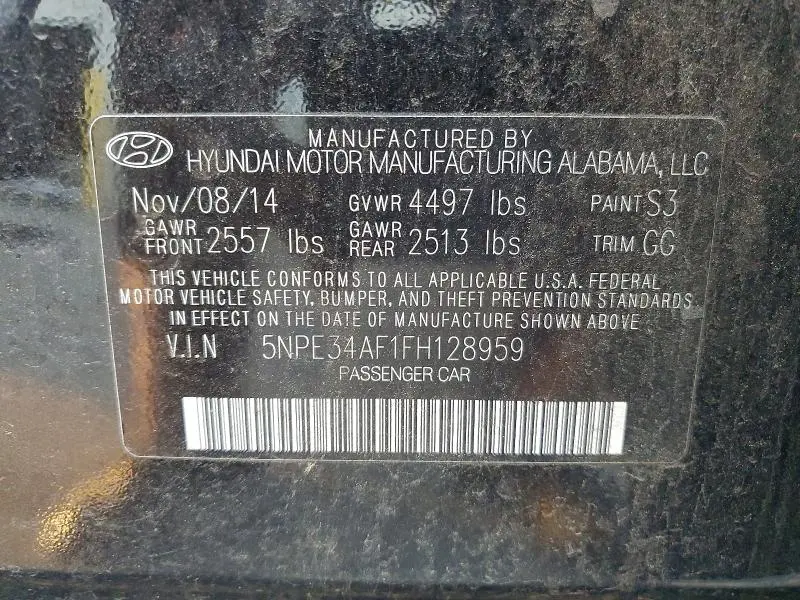 MANUFACTURED BY
HYUNDAI MOTOR MANUFACTURING ALABAMA, LLC
Nov/08/14 GVWR 4497 lbs PAINT S3
GAWR FRONT 2557 lbs GAWR REAR 2513 lbs TRIM GG
THIS VEHICLE CONFORMS TO ALL APPLICABLE U.S.A. FEDERAL
MOTOR VEHICLE SAFETY, BUMPER, AND THEFT PREVENTION STANDARDS
IN EFFECT ON THE DATE OF MANUFACTURE SHOWN ABOVE
V.I.N 5NPE34AF1FH128959
PASSENGER CAR